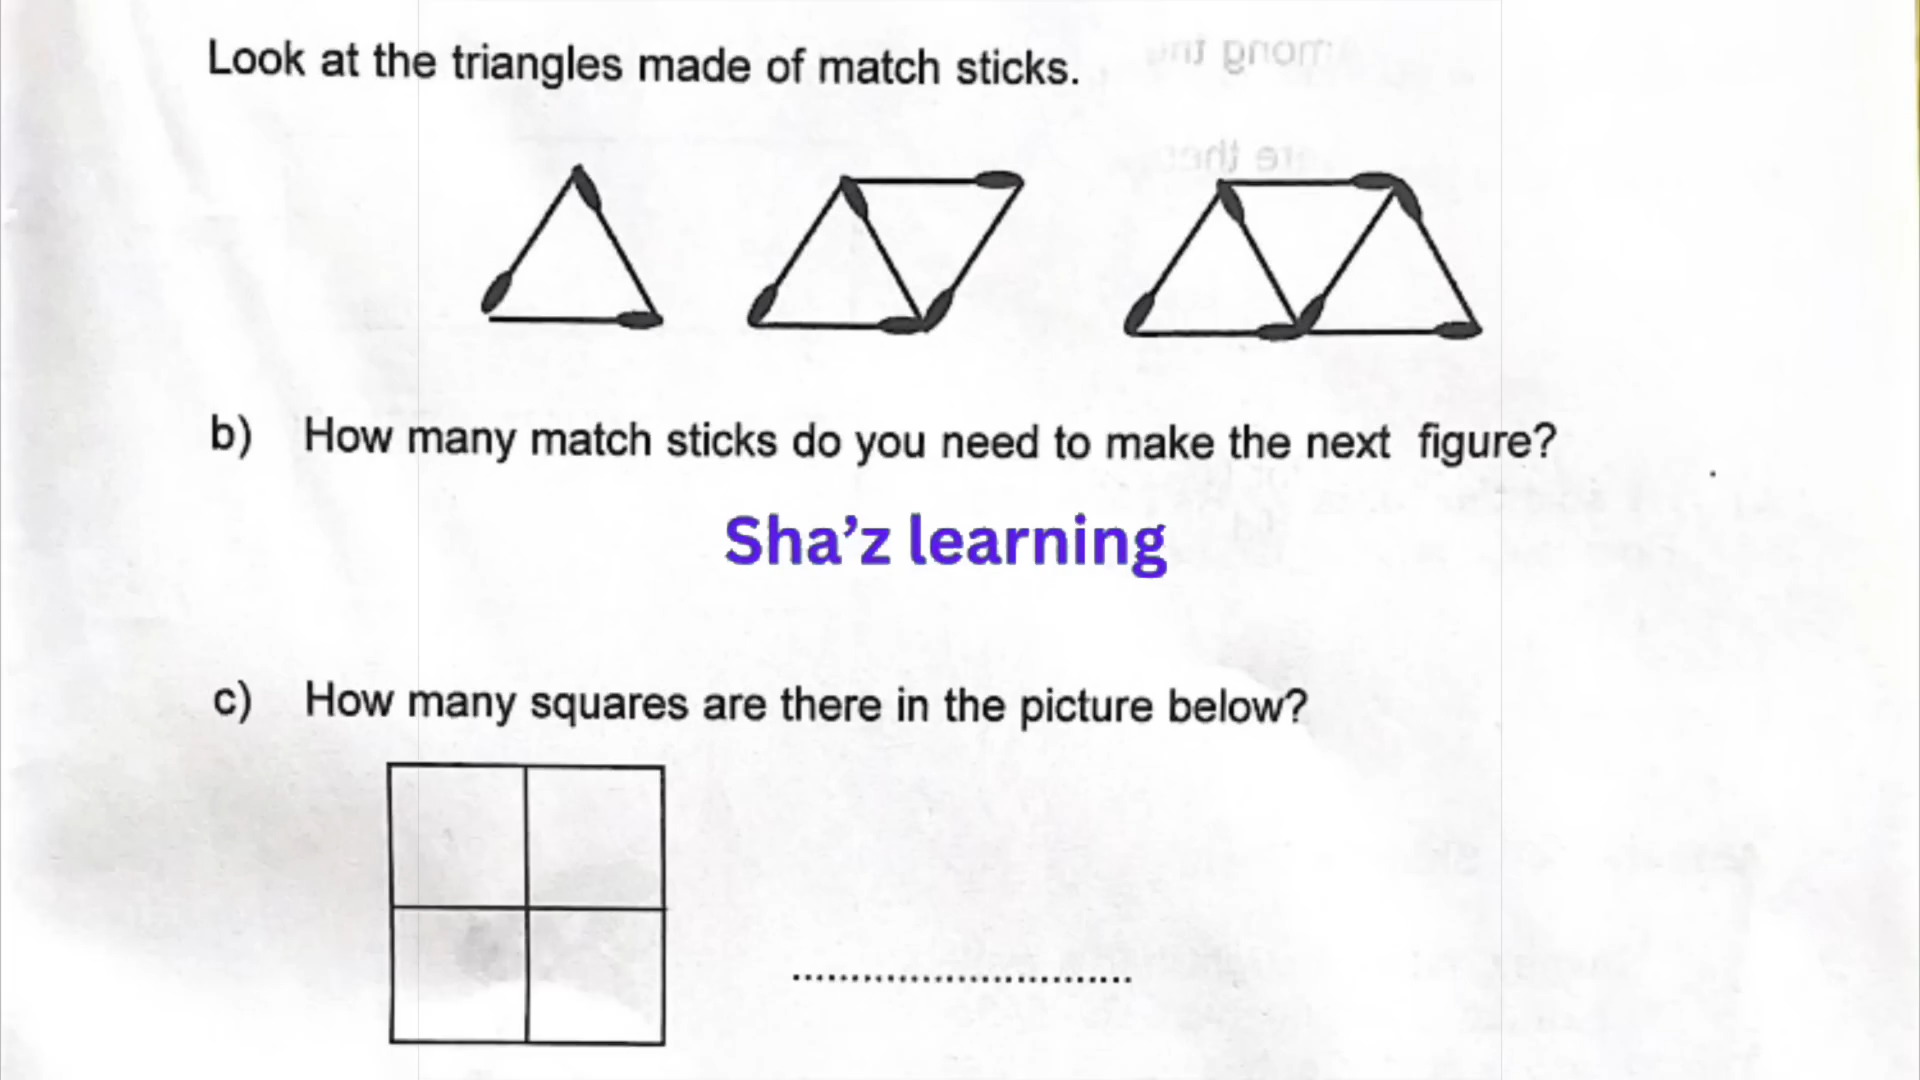 Look at the triangles made of match sticks.
b) How many match sticks do you need to make the next figure?
Sha’z learning
c) How many squares are there in the picture below?
................................